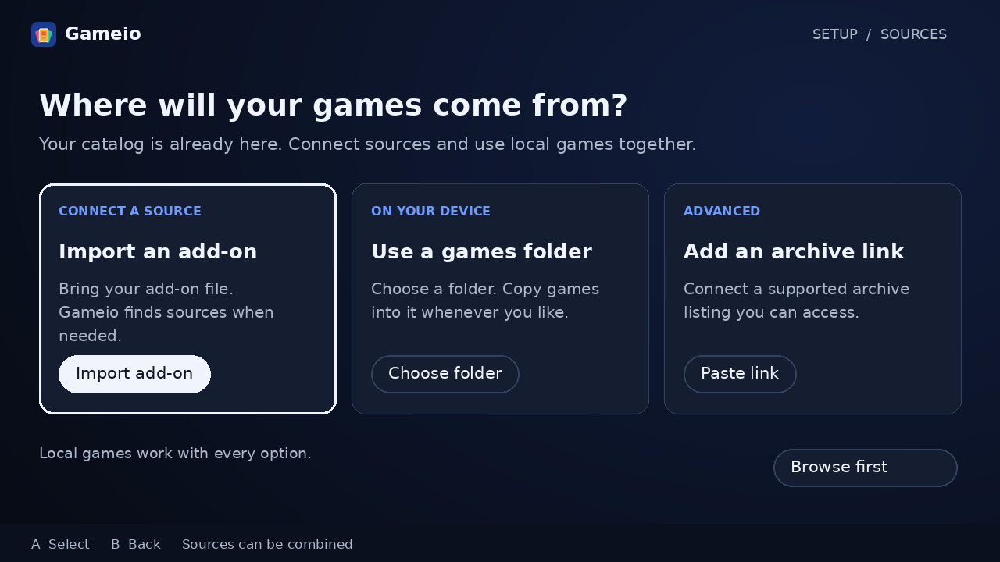 Gameio
SETUP / SOURCES
Where will your games come from?
Your catalog is already here. Connect sources and use local games together.
CONNECT A SOURCE
Import an add-on
Bring your add-on file.
Gameio finds sources when
needed.
Import add-on
ON YOUR DEVICE
Use a games folder
Choose a folder. Copy games
into it whenever you like.
Choose folder
ADVANCED
Add an archive link
Connect a supported archive
listing you can access.
Paste link
Local games work with every option.
Browse first
A Select B Back Sources can be combined